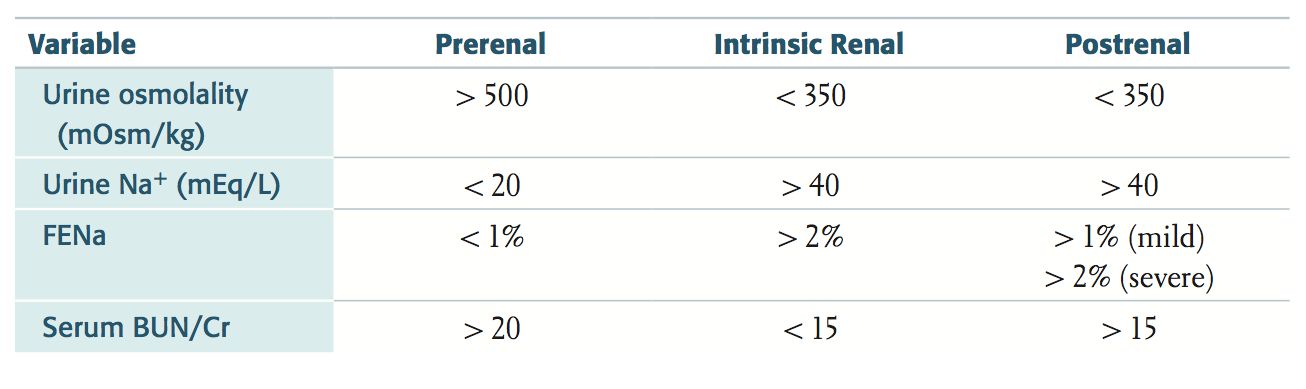 Variable Prerenal Intrinsic Renal Postrenal
Urine osmolality > 500 < 350 < 350
(mOsm/kg)
Urine Na⁺ (mEq/L) < 20 > 40 > 40
FENa < 1% > 2% > 1% (mild)
> 2% (severe)
Serum BUN/Cr > 20 < 15 > 15